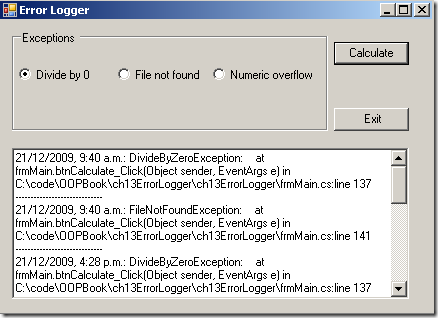 Error Logger
Exceptions
Divide by 0 File not found Numeric overflow
Calculate
Exit
21/12/2009, 9:40 a.m.: DivideByZeroException: at
frmMain.btnCalculate_Click(Object sender, EventArgs e) in
C:\code\OOPBook\ch13ErrorLogger\ch13ErrorLogger\frmMain.cs:line 137
-----------------------------
21/12/2009, 9:40 a.m.: FileNotFoundException: at
frmMain.btnCalculate_Click(Object sender, EventArgs e) in
C:\code\OOPBook\ch13ErrorLogger\ch13ErrorLogger\frmMain.cs:line 141
-----------------------------
21/12/2009, 4:28 p.m.: DivideByZeroException: at
frmMain.btnCalculate_Click(Object sender, EventArgs e) in
C:\code\OOPBook\ch13ErrorLogger\ch13ErrorLogger\frmMain.cs:line 137